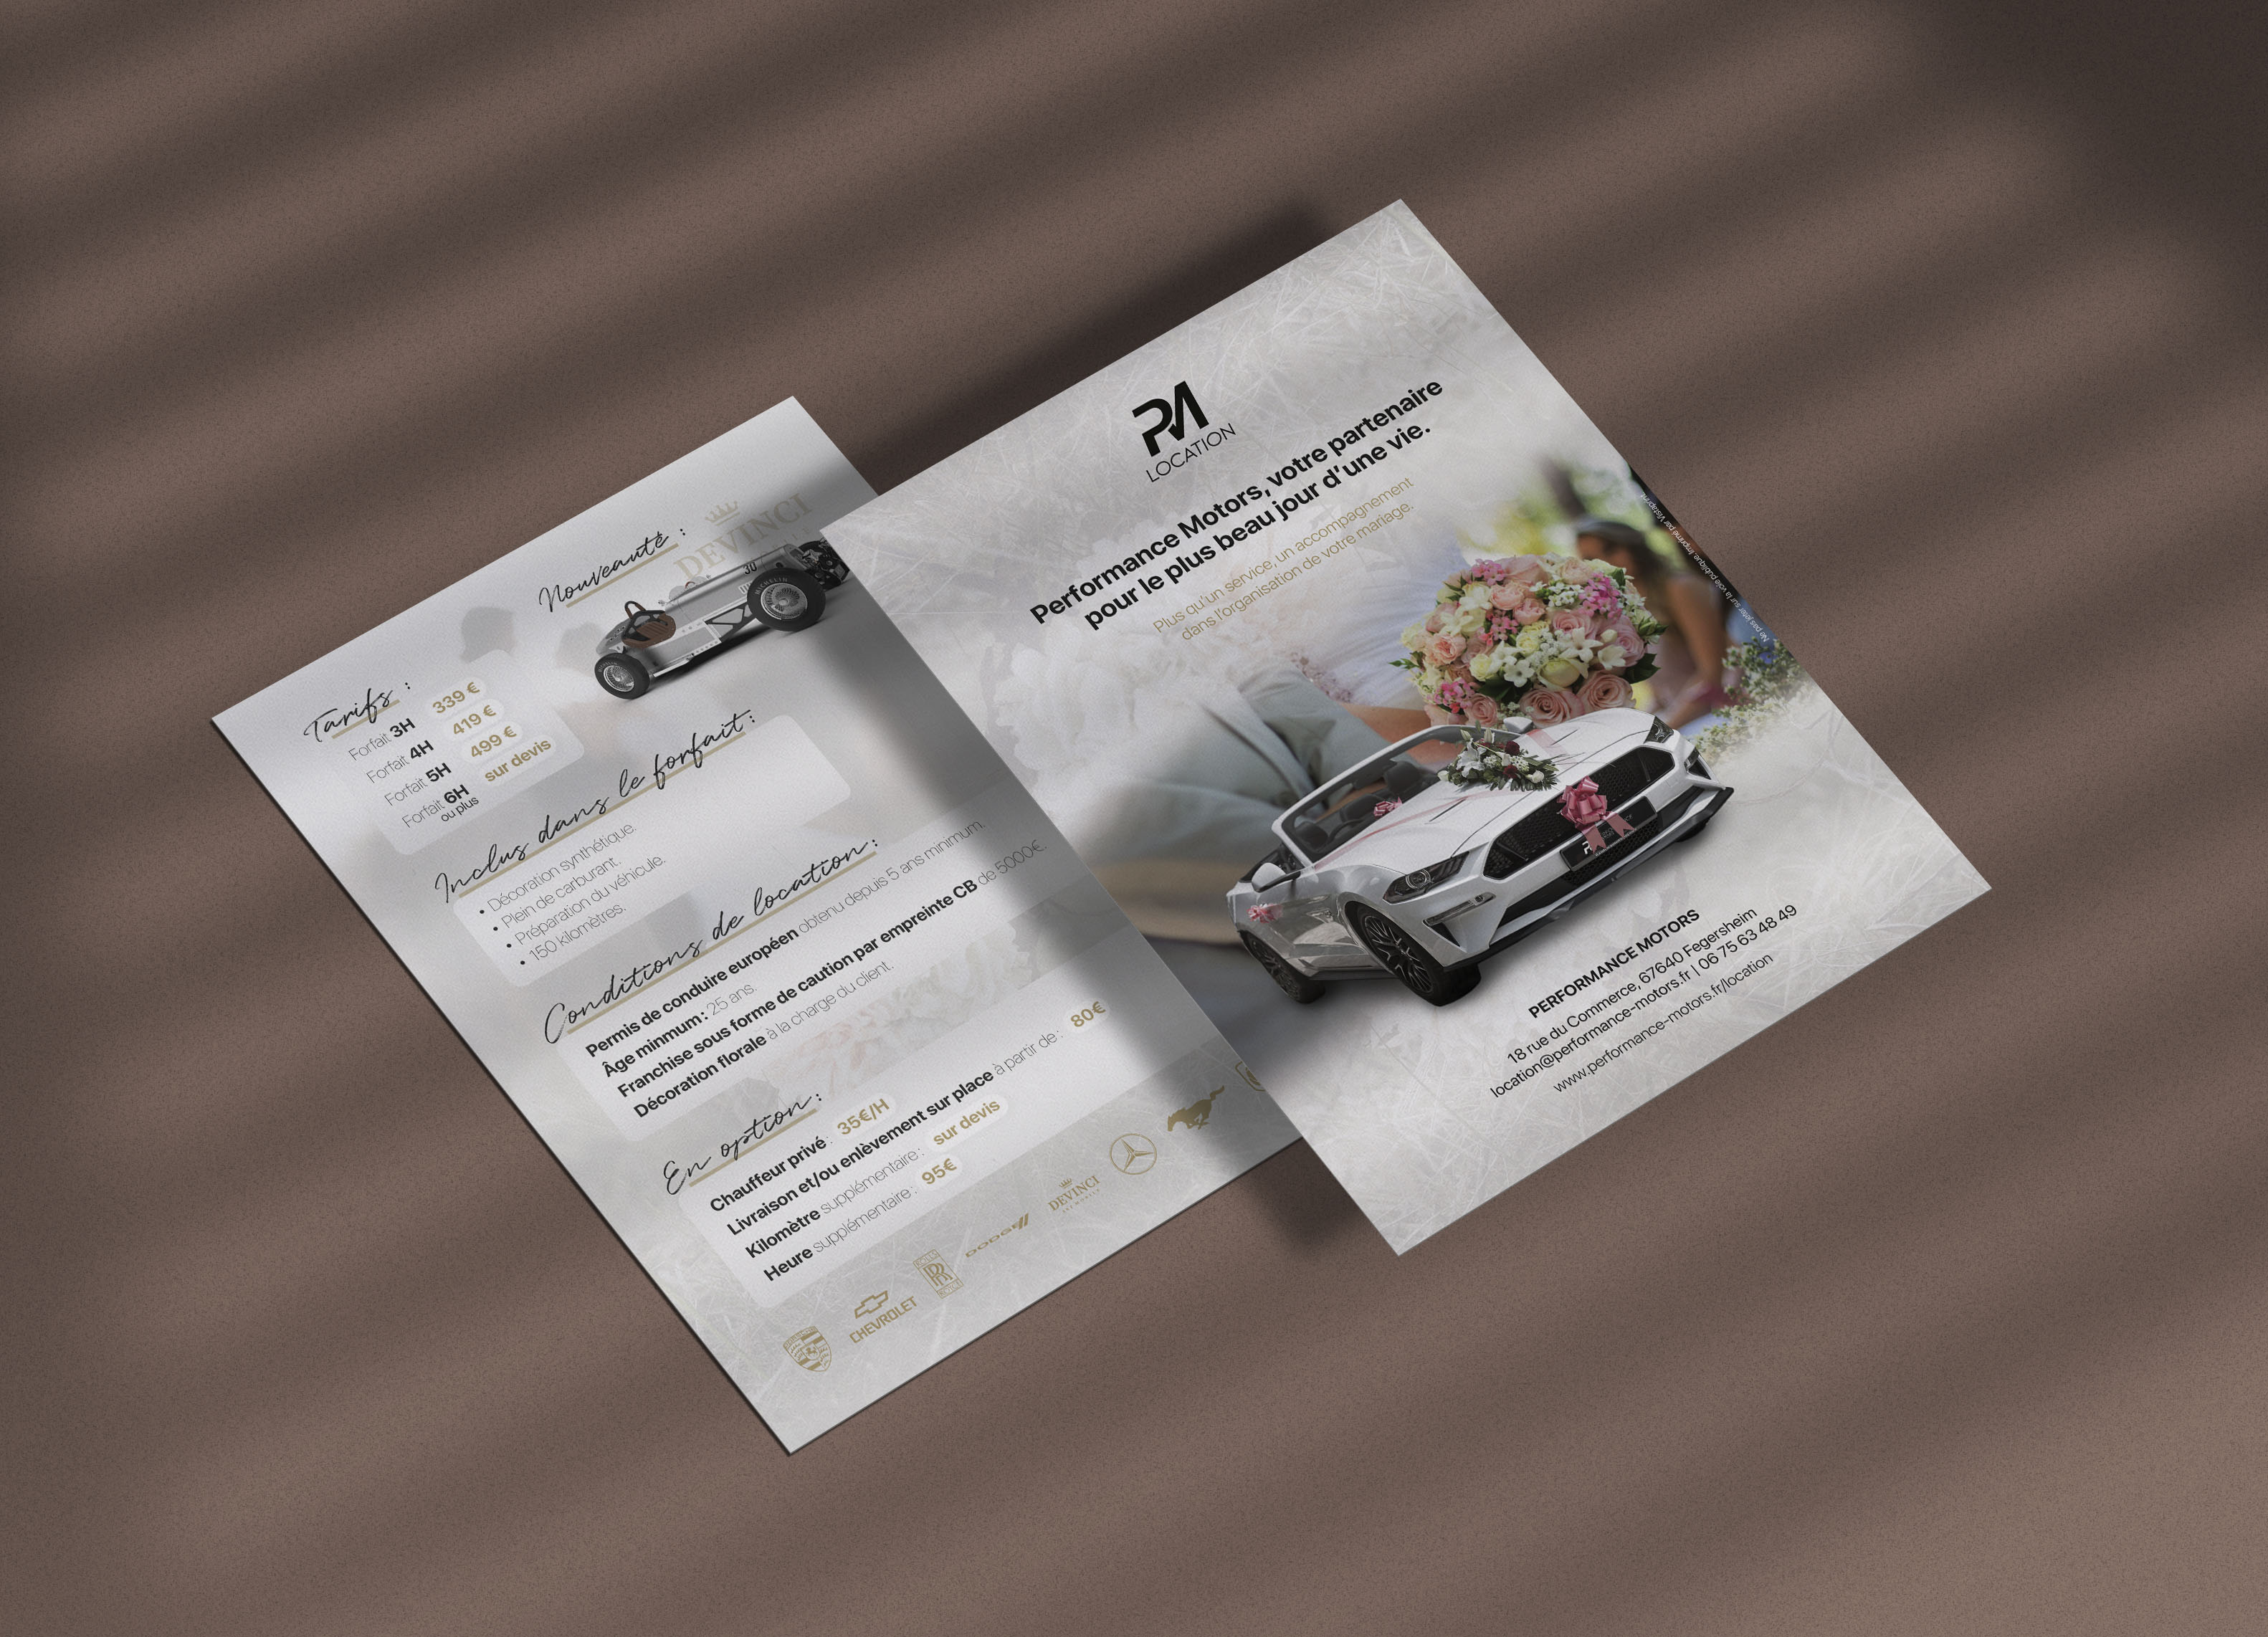 Nouveauté :
DEVINCI
30
Tarifs :
Forfait 3H 339 €
Forfait 4H 419 €
Forfait 5H 499 €
Forfait 6H sur devis
ou plus
Inclus dans le forfait :
• Décoration synthétique.
• Plein de carburant.
• Préparation du véhicule.
• 150 kilomètres.
Conditions de location :
Permis de conduire européen obtenu depuis 5 ans minimum.
Âge minmum : 25 ans.
Franchise sous forme de caution par empreinte CB de 5000€.
Décoration florale à la charge du client.
En option :
Chauffeur privé : 35€/H
Livraison et/ou enlèvement sur place à partir de : 80€
Kilomètre supplémentaire : sur devis
Heure supplémentaire : 95€
CHEVROLET
RR
DODGE
DEVINCI
PM
LOCATION
Performance Motors, votre partenaire
pour le plus beau jour d'une vie.
Plus qu'un service, un accompagnement
dans l'organisation de votre mariage.
Ne pas jeter sur la voie publique. Imprimé par Vistaprint
PERFORMANCE MOTORS
18 rue du Commerce, 67640 Fegersheim
location@performance-motors.fr | 06 75 63 48 49
www.performance-motors.fr/location